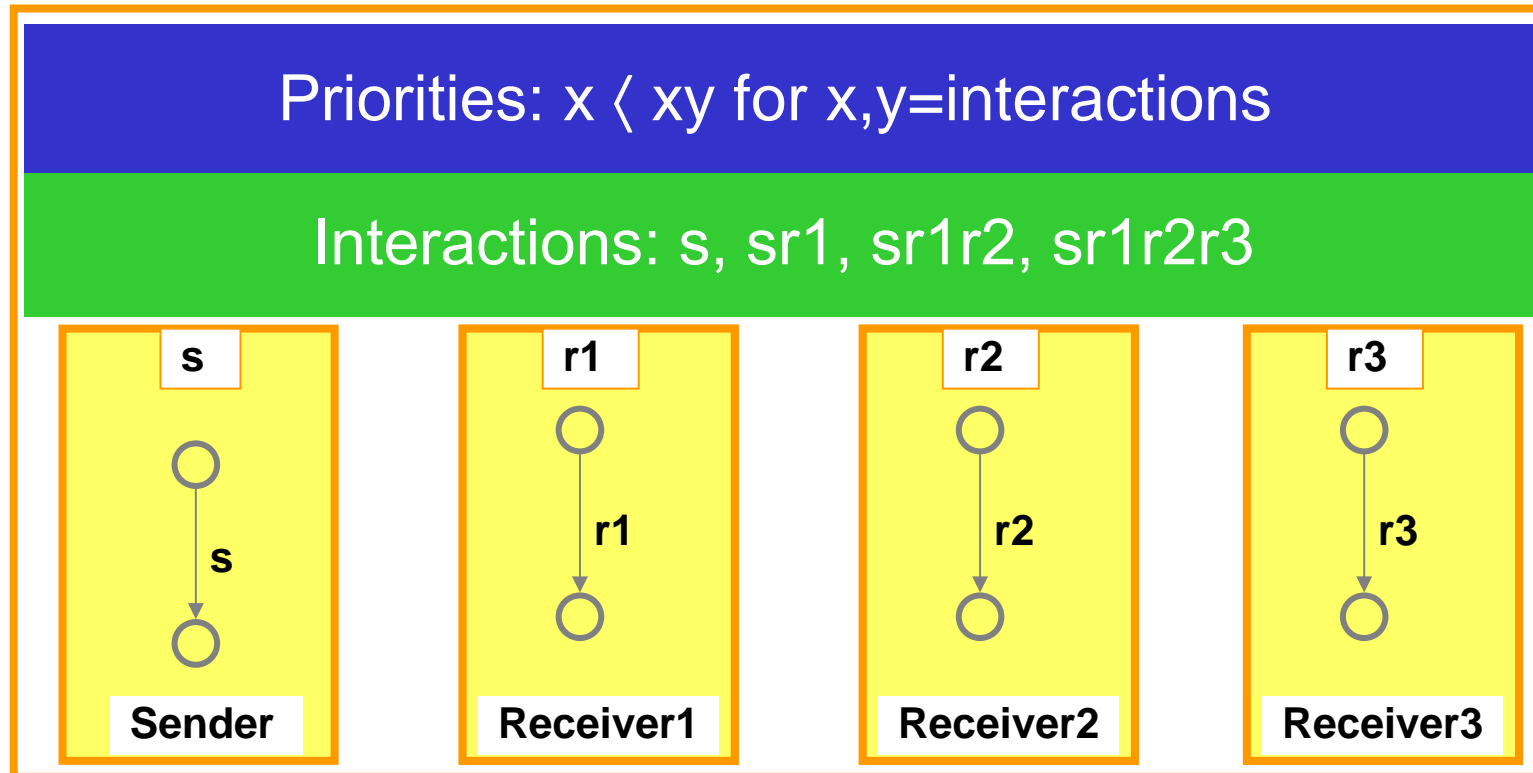 Priorities: x ⟨ xy for x,y=interactions
Interactions: s, sr1, sr1r2, sr1r2r3
s
r1
r2
r3
s
r1
r2
r3
Sender
Receiver1
Receiver2
Receiver3